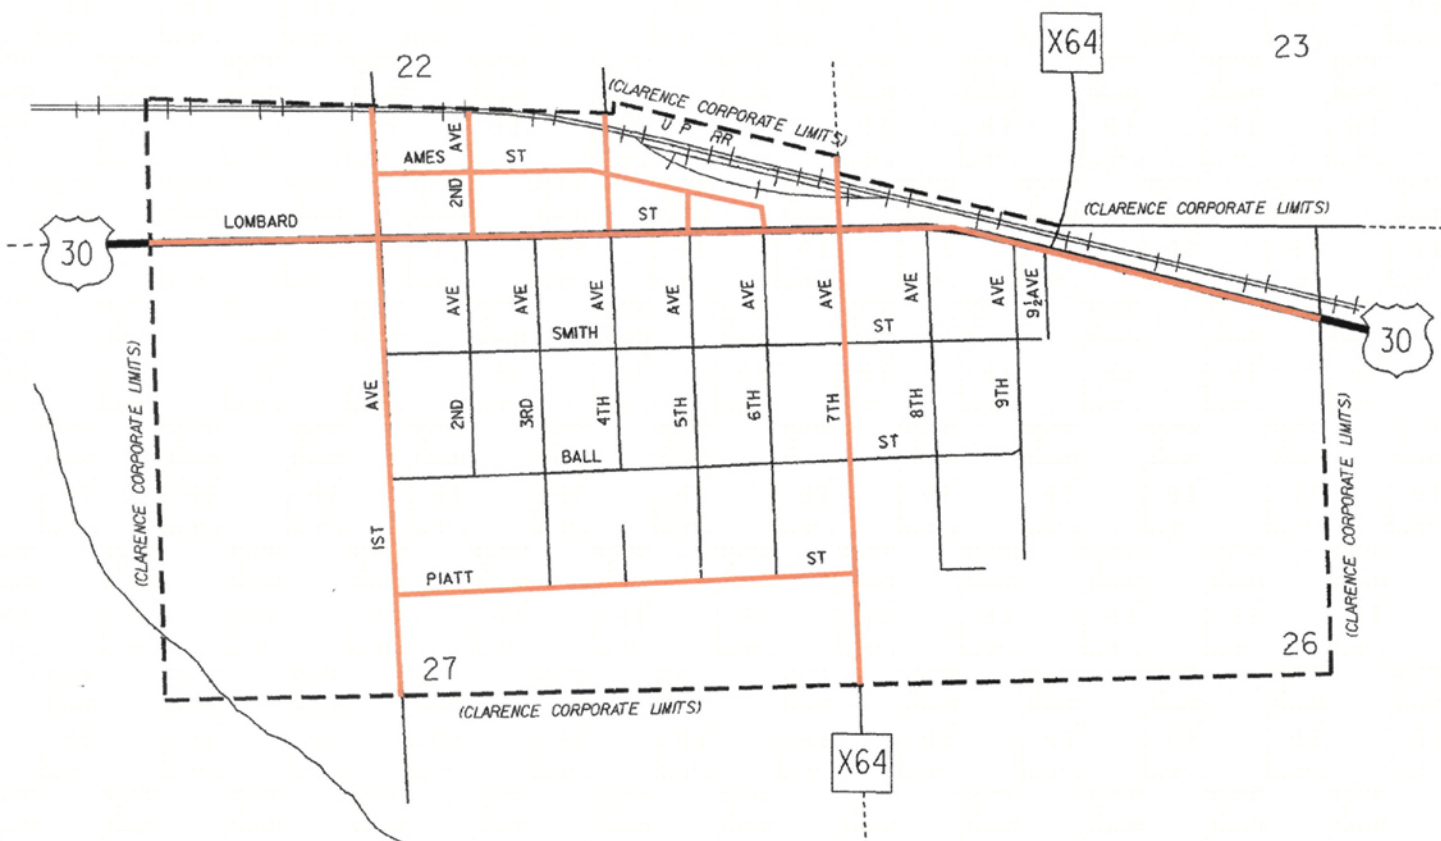 22
X64
23
(CLARENCE CORPORATE LIMITS)
U P RR
AVE
AMES ST
2ND
(CLARENCE CORPORATE LIMITS)
LOMBARD ST
30
AVE
AVE
AVE
AVE
AVE
AVE
AVE
AVE
9½ AVE
SMITH ST
30
(CLARENCE CORPORATE LIMITS)
AVE
2ND
3RD
4TH
5TH
6TH
7TH
8TH
9TH
(CLARENCE CORPORATE LIMITS)
BALL ST
1ST
PIATT ST
27
26
(CLARENCE CORPORATE LIMITS)
X64